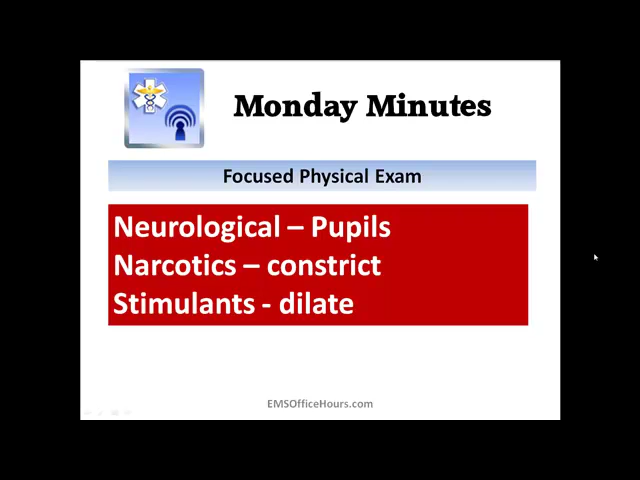 Monday Minutes
Focused Physical Exam
Neurological – Pupils
Narcotics – constrict
Stimulants - dilate
EMSOfficeHours.com